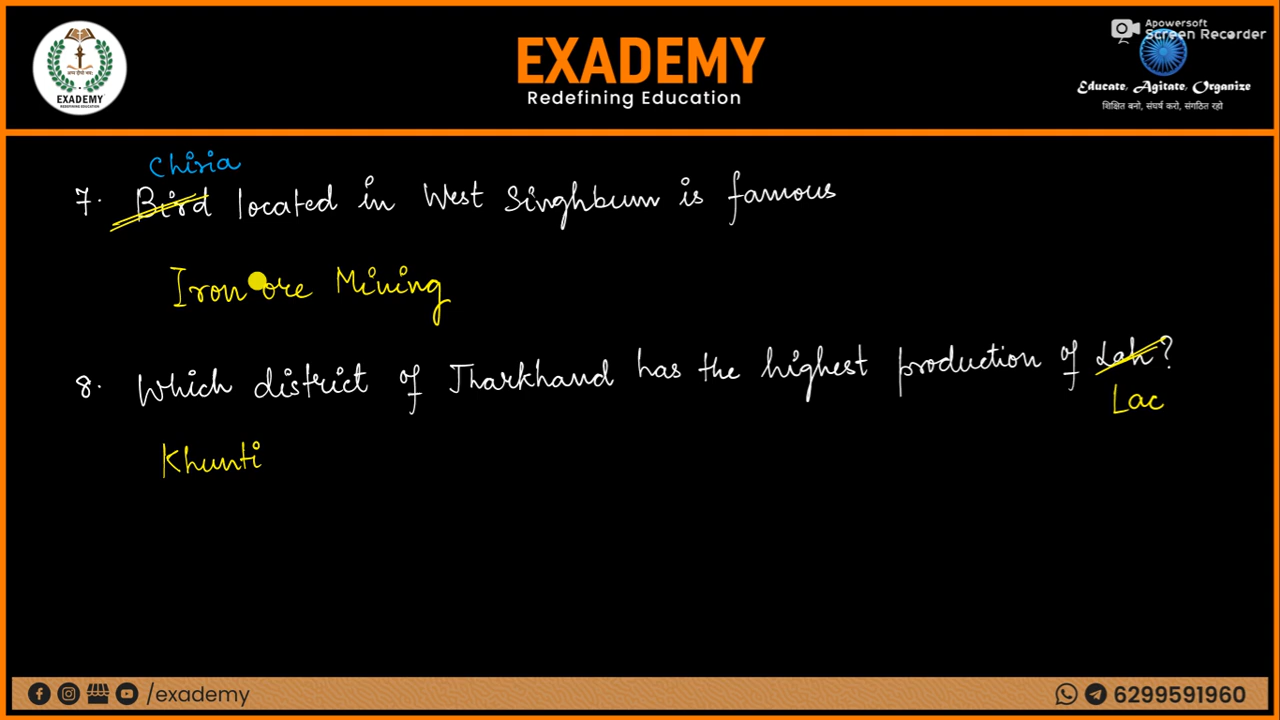 EXADEMY
Redefining Education
EXADEMY
REDEFINING EDUCATION
Apowersoft
Screen Recorder
Educate, Agitate, Organize
शिक्षित बनो, संघर्ष करो, संगठित रहो
Chiria
7. Bird located in West Singhbum is famous
Iron ore Mining
8. Which district of Jharkhand has the highest production of Lah?
Lac
Khunti
/exademy
6299591960